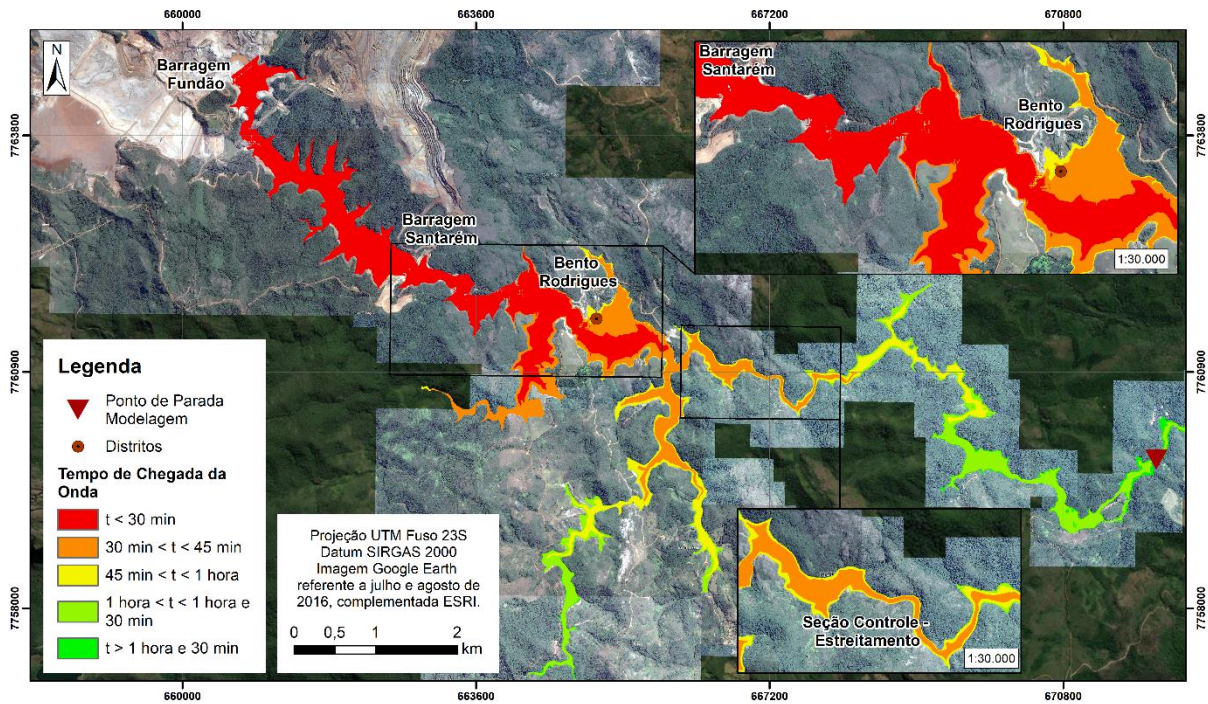 660000
663600
667200
670800
N
Barragem
Fundão
Barragem
Santarém
Bento
Rodrigues
1:30.000
7763800
7763800
Barragem
Santarém
Bento
Rodrigues
7760900
7760900
Legenda
Ponto de Parada
Modelagem
Distritos
Tempo de Chegada da
Onda
t < 30 min
30 min < t < 45 min
45 min < t < 1 hora
1 hora < t < 1 hora e
30 min
t > 1 hora e 30 min
Projeção UTM Fuso 23S
Datum SIRGAS 2000
Imagem Google Earth
referente a julho e agosto de
2016, complementada ESRI.
0 0,5 1 2
km
Seção Controle -
Estreitamento
1:30.000
7758000
7758000
660000
663600
667200
670800